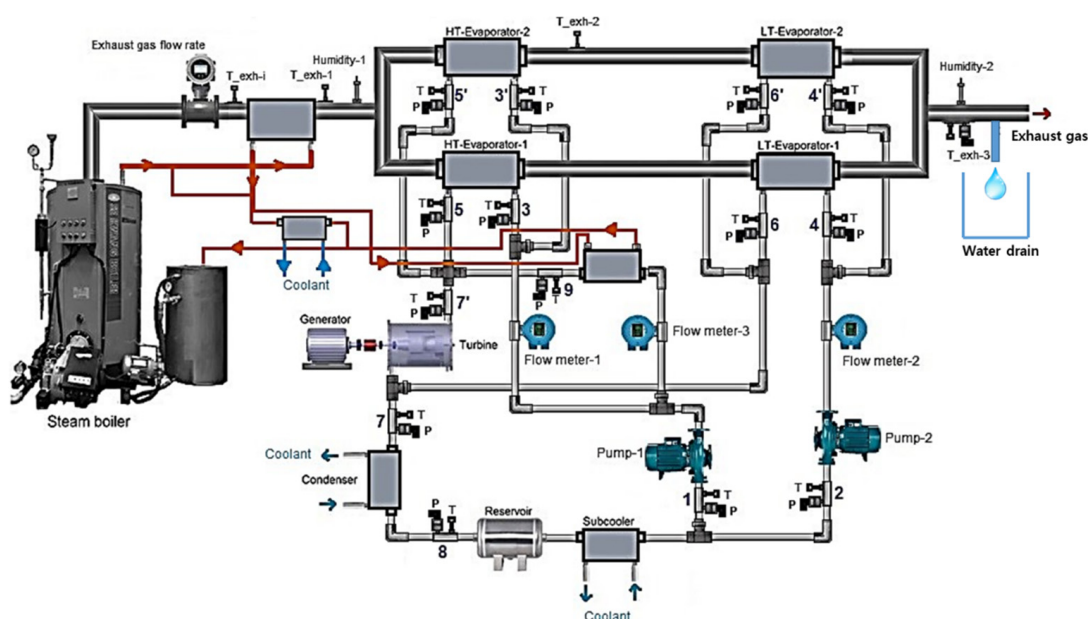 T_exh-2
HT-Evaporator-2
LT-Evaporator-2
Exhaust gas flow rate
Humidity-1
T_exh-i
T_exh-1
Humidity-2
T
5'
P
3'
T
P
T
6'
P
4'
T
P
Exhaust gas
T_exh-3
HT-Evaporator-1
LT-Evaporator-1
T
5
P
T
3
P
6
T
P
4
T
P
Water drain
Coolant
P
T
9
T
7'
P
Generator
Turbine
Flow meter-1
Flow meter-3
Flow meter-2
Steam boiler
7
T
P
Pump-1
Pump-2
Coolant
Condenser
1
T
P
T
2
P
P
T
8
Reservoir
Subcooler
Coolant